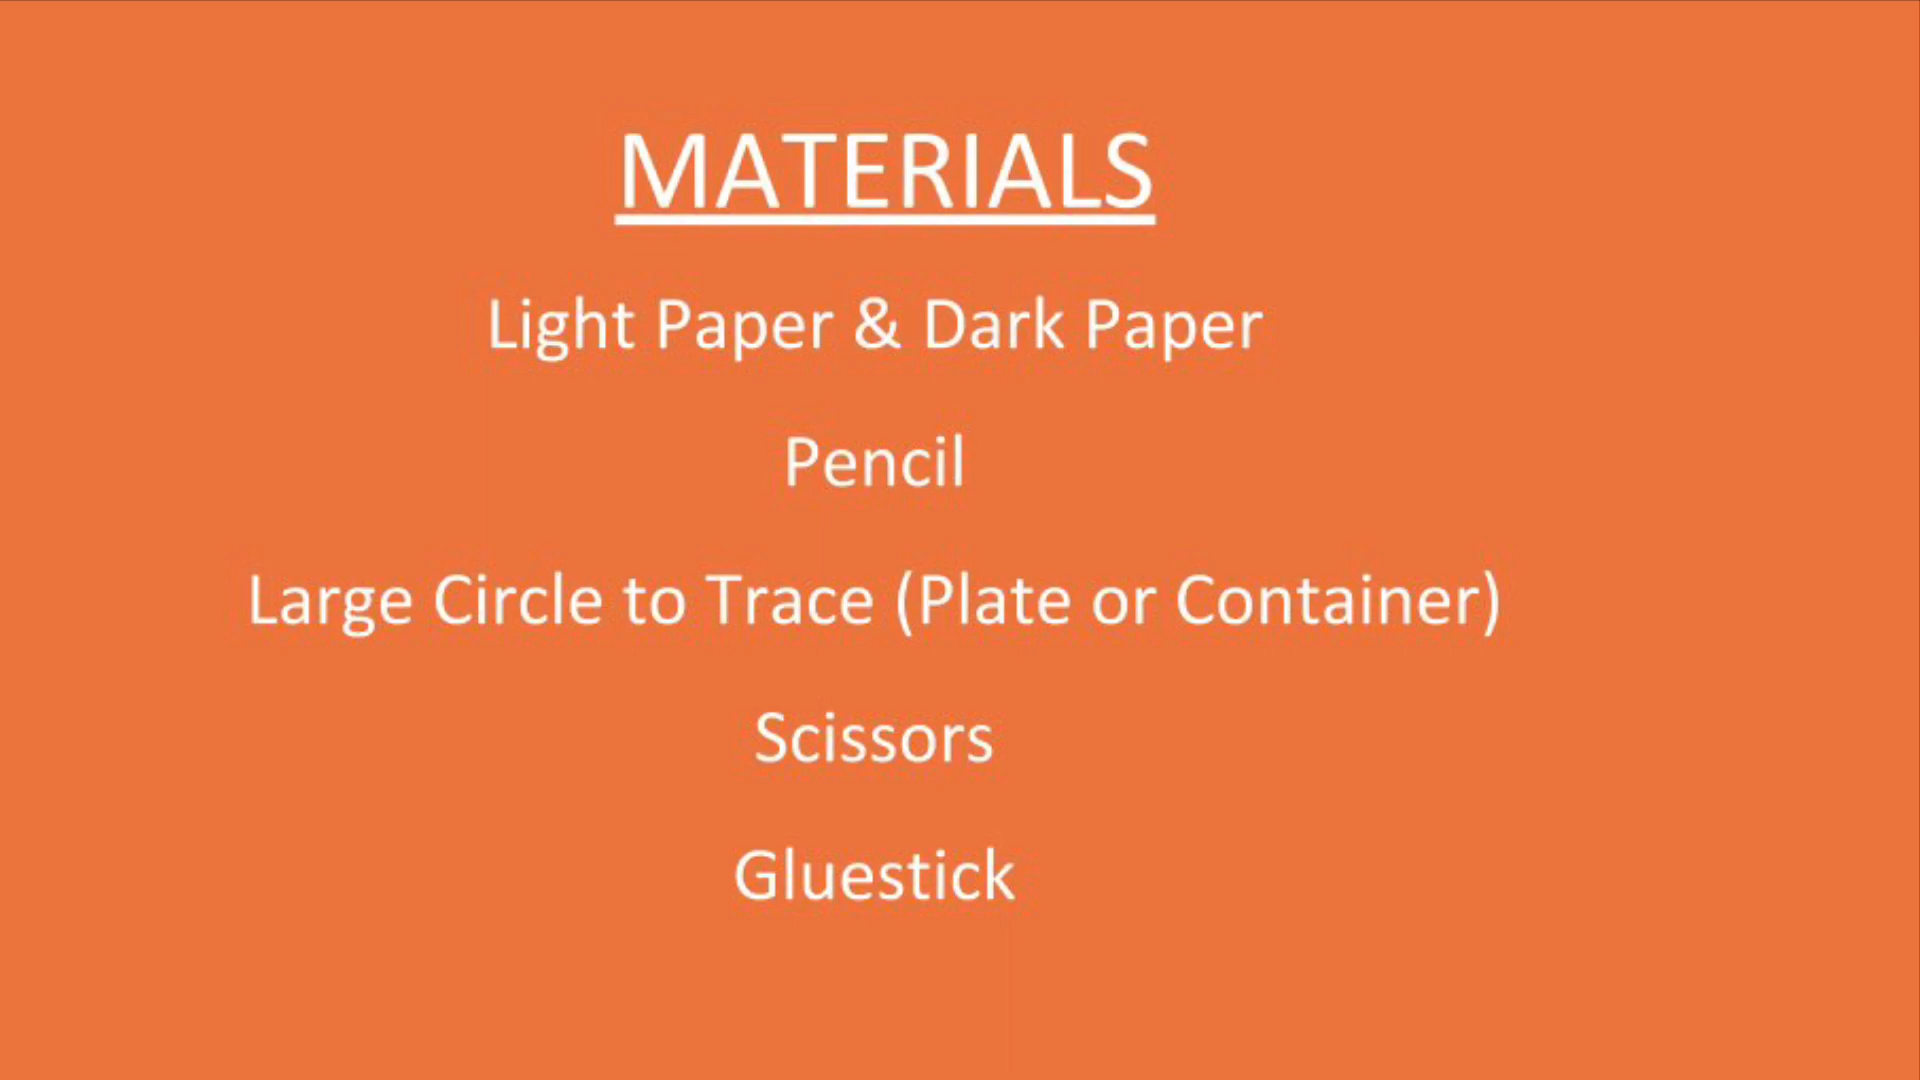 MATERIALS
Light Paper & Dark Paper
Pencil
Large Circle to Trace (Plate or Container)
Scissors
Gluestick